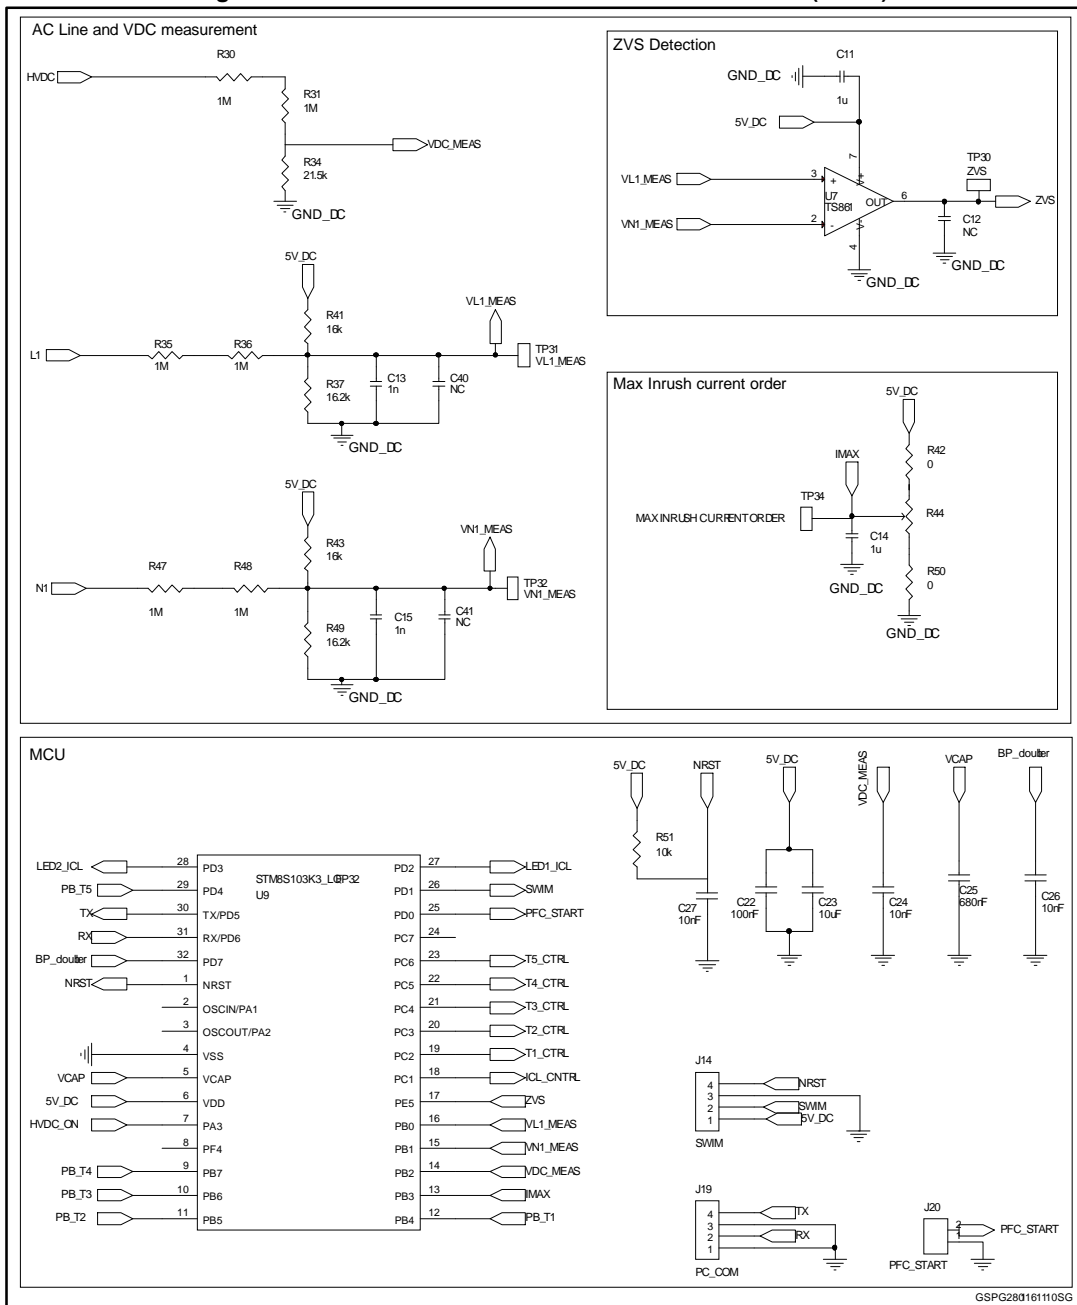 AC Line and VDC measurement
HVDC
R30
1M
R31
1M
VDC_MEAS
R34
21.5k
GND_DC
5V_DC
R41
16k
VL1_MEAS
L1
R35
1M
R36
1M
TP31
VL1_MEAS
R37
16.2k
C13
1n
C40
NC
GND_DC
5V_DC
R43
16k
VN1_MEAS
N1
R47
1M
R48
1M
TP32
VN1_MEAS
R49
16.2k
C15
1n
C41
NC
GND_DC
ZVS Detection
C11
GND_DC
1u
5V_DC
7
V+
TP30
ZVS
VL1_MEAS
3
+
U7
TS861
OUT
6
ZVS
VN1_MEAS
2
-
V-
4
C12
NC
GND_DC
GND_DC
Max Inrush current order
5V_DC
R42
0
IMAX
TP34
MAX INRUSH CURRENT ORDER
R44
C14
1u
GND_DC
R50
0
GND_DC
MCU
STM8S103K3_LQFP32
U9
LED2_ICL 28 PD3
PB_T5 29 PD4
TX 30 TX/PD5
RX 31 RX/PD6
BP_doubler 32 PD7
NRST 1 NRST
2 OSCIN/PA1
3 OSCOUT/PA2
4 VSS
VCAP 5 VCAP
5V_DC 6 VDD
HVDC_ON 7 PA3
8 PF4
PB_T4 9 PB7
PB_T3 10 PB6
PB_T2 11 PB5
PD2 27 LED1_ICL
PD1 26 SWIM
PD0 25 PFC_START
PC7 24
PC6 23 T5_CTRL
PC5 22 T4_CTRL
PC4 21 T3_CTRL
PC3 20 T2_CTRL
PC2 19 T1_CTRL
PC1 18 ICL_CNTRL
PE5 17 ZVS
PB0 16 VL1_MEAS
PB1 15 VN1_MEAS
PB2 14 VDC_MEAS
PB3 13 IMAX
PB4 12 PB_T1
5V_DC
R51
10k
NRST
C27
10nF
5V_DC
C22
100nF
C23
10uF
VDC_MEAS
C24
10nF
VCAP
C25
680nF
BP_doubler
C26
10nF
J14
4 NRST
3
2 SWIM
1 5V_DC
SWIM
J19
4 TX
3
2 RX
1
PC_COM
J20
2 PFC_START
1
PFC_START
GSPG2801161110SG